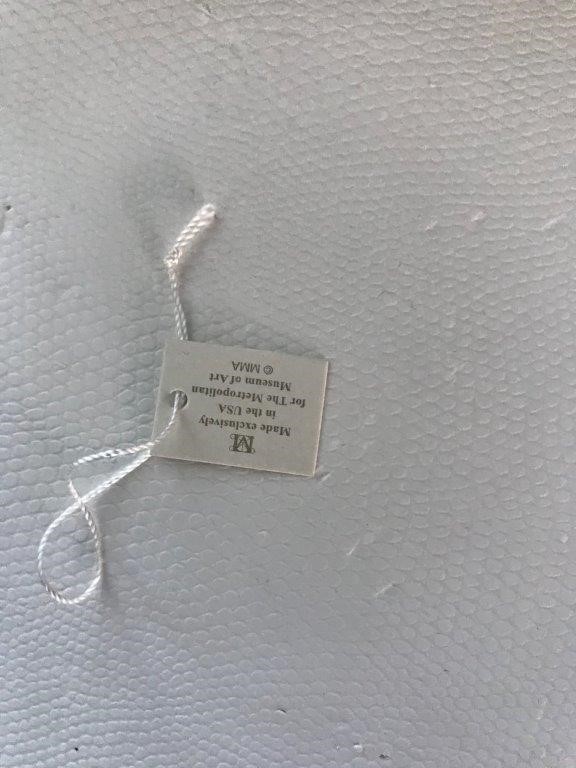 M
Made exclusively
in the USA
for The Metropolitan
Museum of Art
© MMA